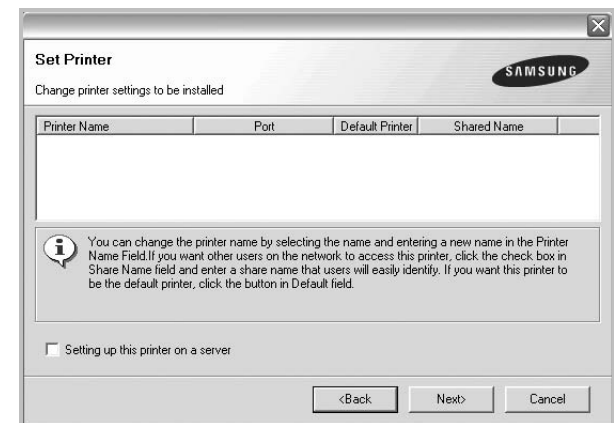 Set Printer
SAMSUNG
Change printer settings to be installed
Printer Name Port Default Printer Shared Name
You can change the printer name by selecting the name and entering a new name in the Printer
Name Field.If you want other users on the network to access this printer, click the check box in
Share Name field and enter a share name that users will easily identify. If you want this printer to
be the default printer, click the button in Default field.
Setting up this printer on a server
<Back Next> Cancel